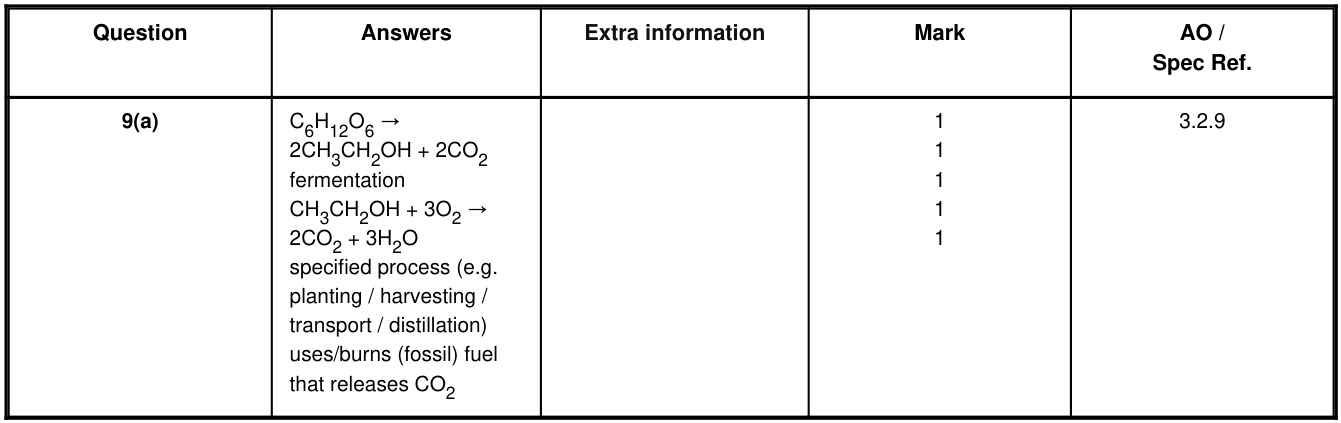 Question Answers Extra information Mark AO /
Spec Ref.
9(a) C₆H₁₂O₆ → 1 3.2.9
2CH₃CH₂OH + 2CO₂ 1
fermentation 1
CH₃CH₂OH + 3O₂ → 1
2CO₂ + 3H₂O 1
specified process (e.g.
planting / harvesting /
transport / distillation)
uses/burns (fossil) fuel
that releases CO₂